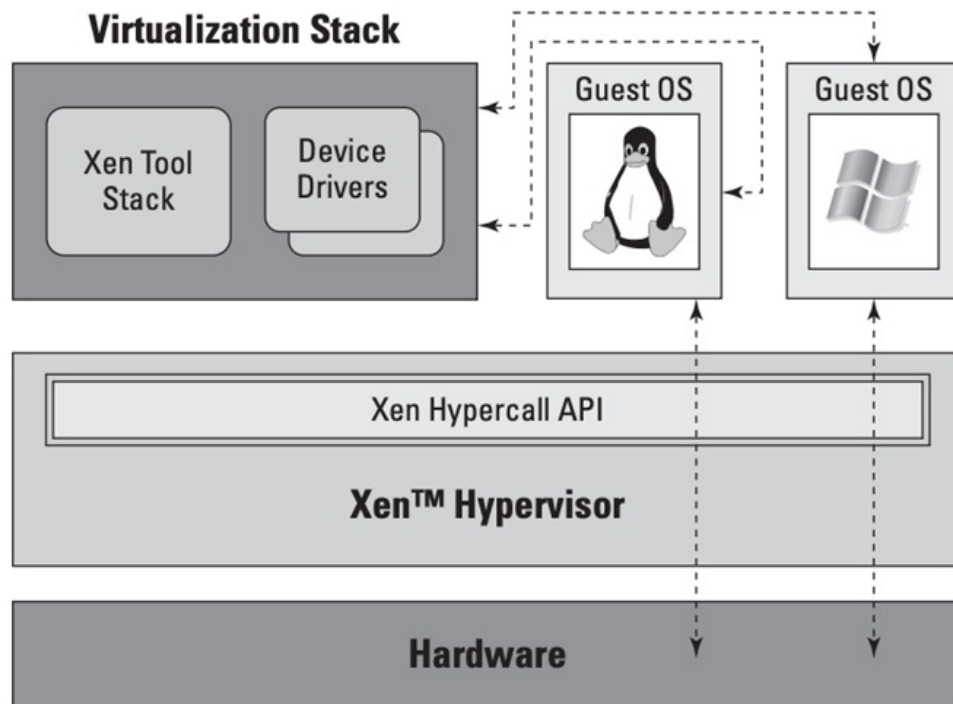 Virtualization Stack
Xen Tool
Stack
Device
Drivers
Guest OS
Guest OS
Xen Hypercall API
Xen™ Hypervisor
Hardware